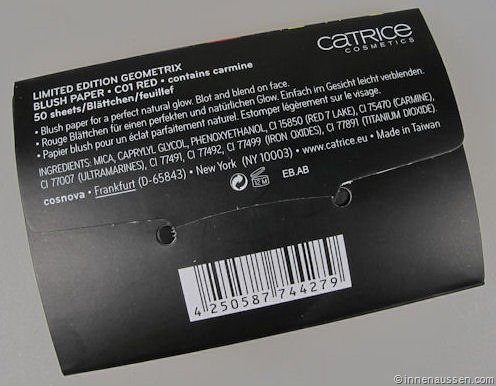 CATRICE
COSMETICS
LIMITED EDITION GEOMETRIX
BLUSH PAPER • C01 RED • contains carmine
50 sheets/Blättchen/feuillef
• Blush paper for a perfect natural glow. Blot and blend on face.
• Rouge Blättchen für einen perfekten und natürlichen Glow. Einfach im Gesicht leicht verblenden.
• Papier blush pour un éclat parfaitement naturel. Estomper légèrement sur le visage.
INGREDIENTS: MICA, CAPRYLYL GLYCOL, PHENOXYETHANOL, CI 15850 (RED 7 LAKE), CI 75470 (CARMINE),
CI 77007 (ULTRAMARINES), CI 77491, CI 77492, CI 77499 (IRON OXIDES), CI 77891 (TITANIUM DIOXIDE).
cosnova • Frankfurt (D-65843) • New York (NY 10003) • www.catrice.eu • Made in Taiwan
12 M
EB.AB
4 250587 744279
© innenaussen.com